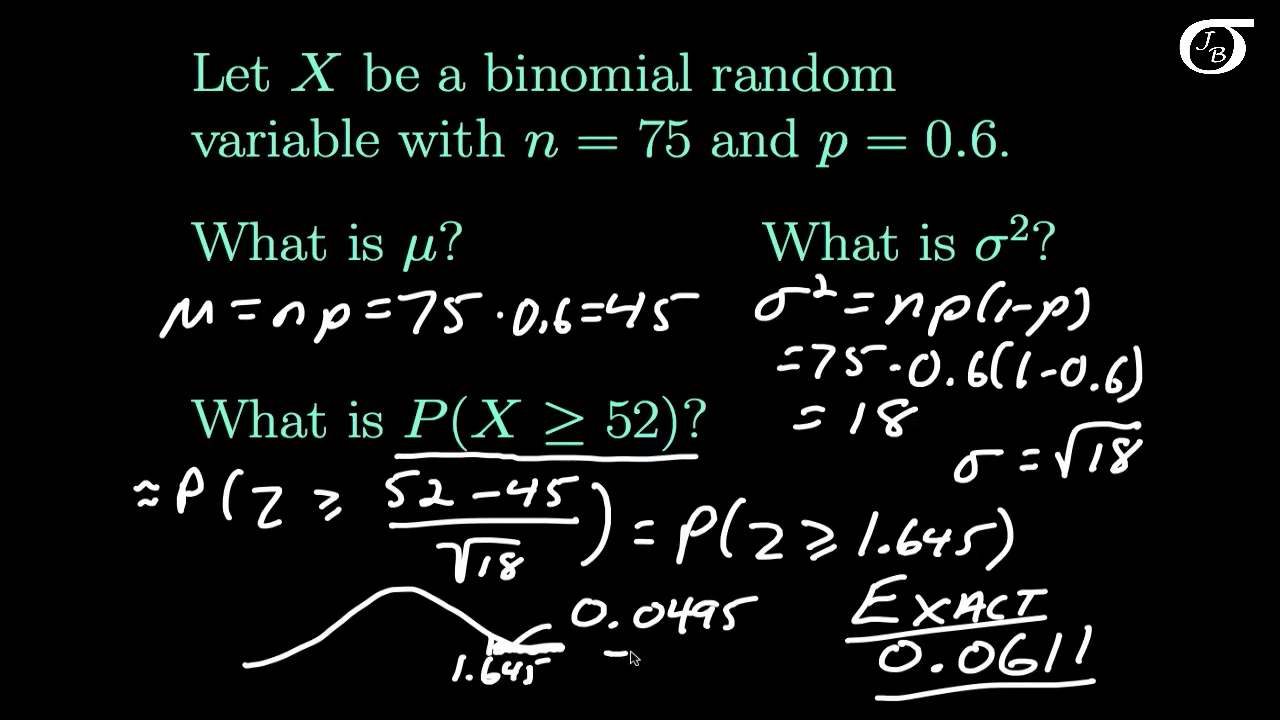 JB
Let X be a binomial random
variable with n = 75 and p = 0.6.
What is μ?
μ = np = 75 · 0.6 = 45
What is σ²?
σ² = np(1-p)
= 75 · 0.6(1-0.6)
= 18
σ = √18
What is P(X ≥ 52)?
≈ P(Z ≥ (52-45)/√18) = P(Z ≥ 1.645)
1.645
0.0495
EXACT
0.0611